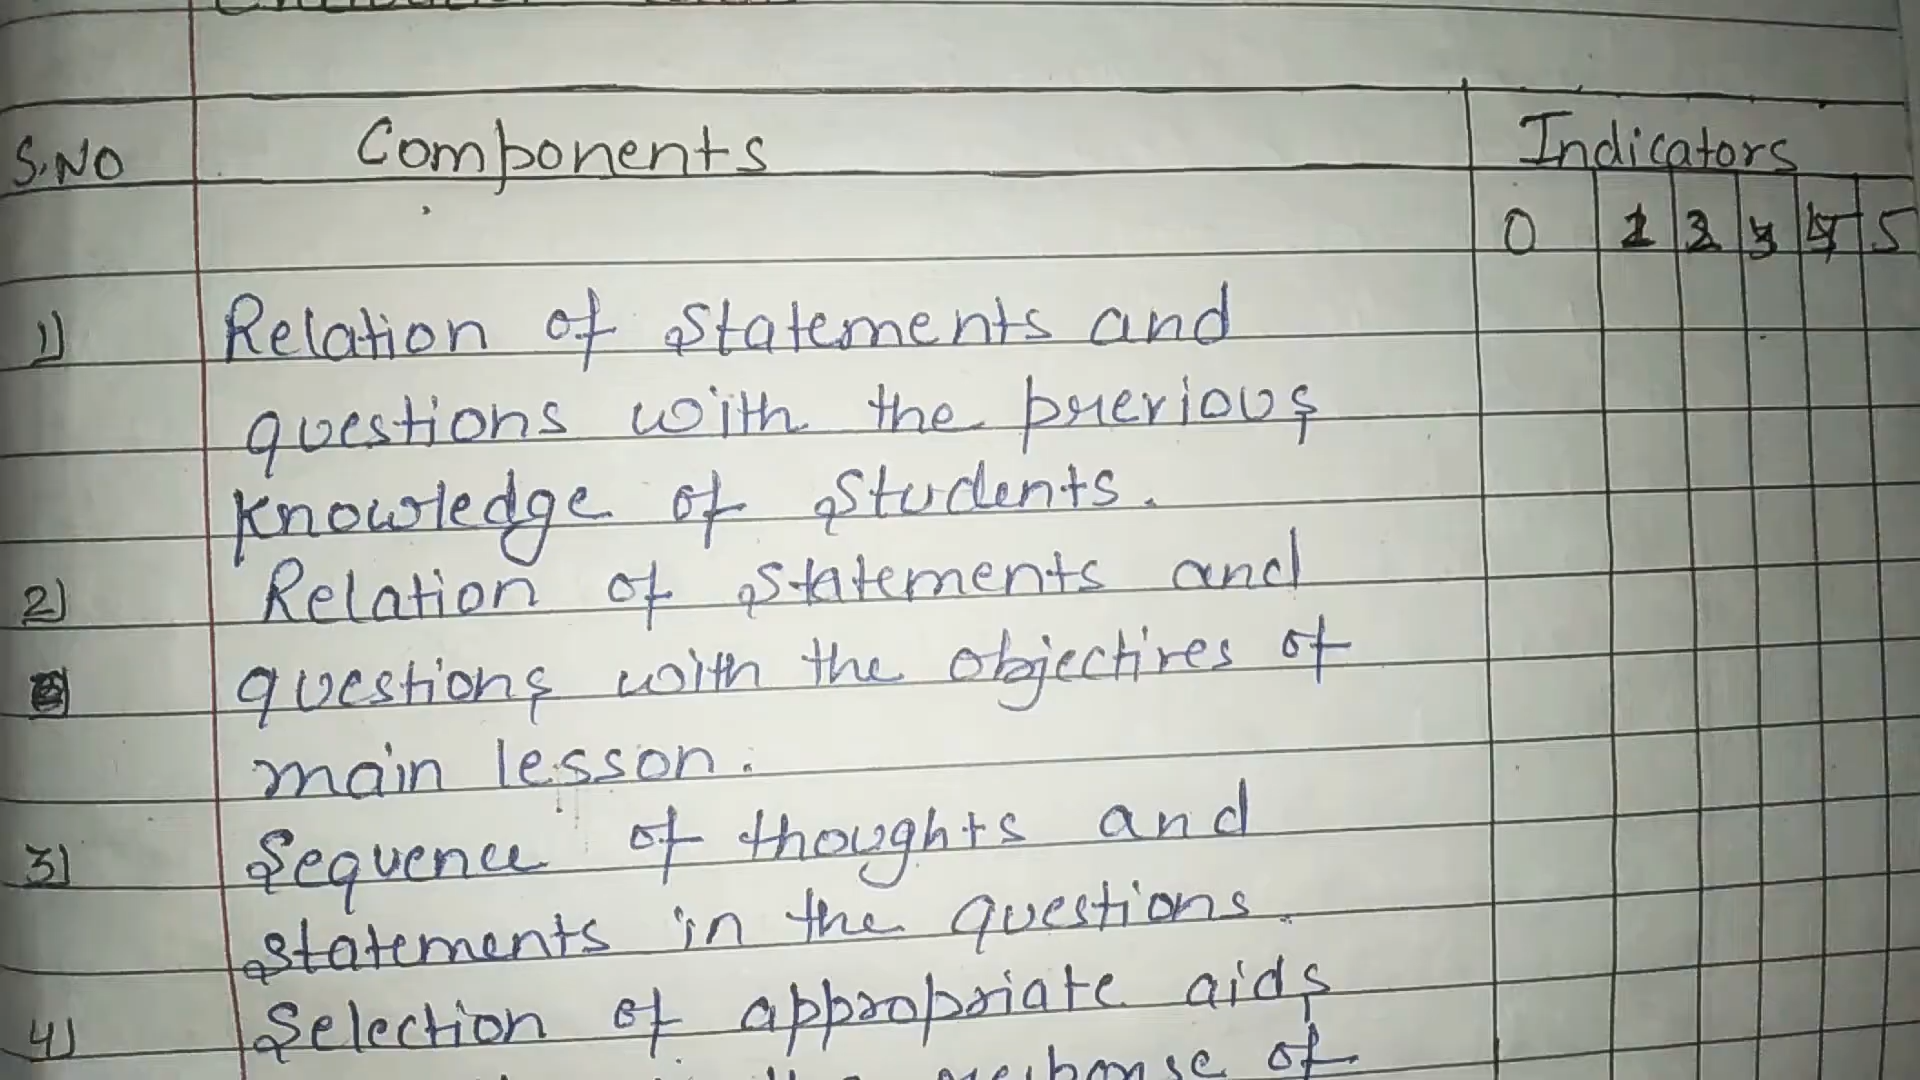 S.NO Components Indicators
0 1 2 3 4 5
1) Relation of statements and
questions with the previous
knowledge of students.
2) Relation of statements and
questions with the objectives of
main lesson.
3) Sequence of thoughts and
statements in the questions.
4) Selection of appropriate aids
response of